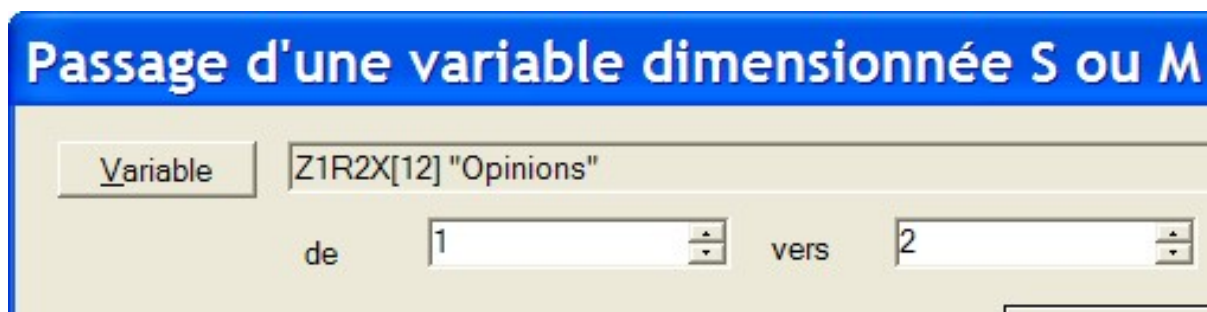 Passage d'une variable dimensionnée S ou M
Variable Z1R2X[12] "Opinions"
de 1 vers 2